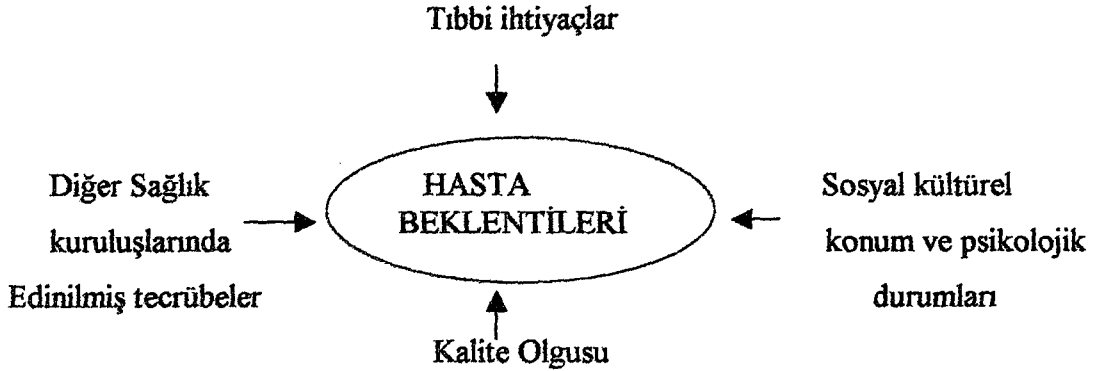 Tıbbi ihtiyaçlar
Diğer Sağlık
kuruluşlarında
Edinilmiş tecrübeler
HASTA
BEKLENTİLERİ
Sosyal kültürel
konum ve psikolojik
durumları
Kalite Olgusu